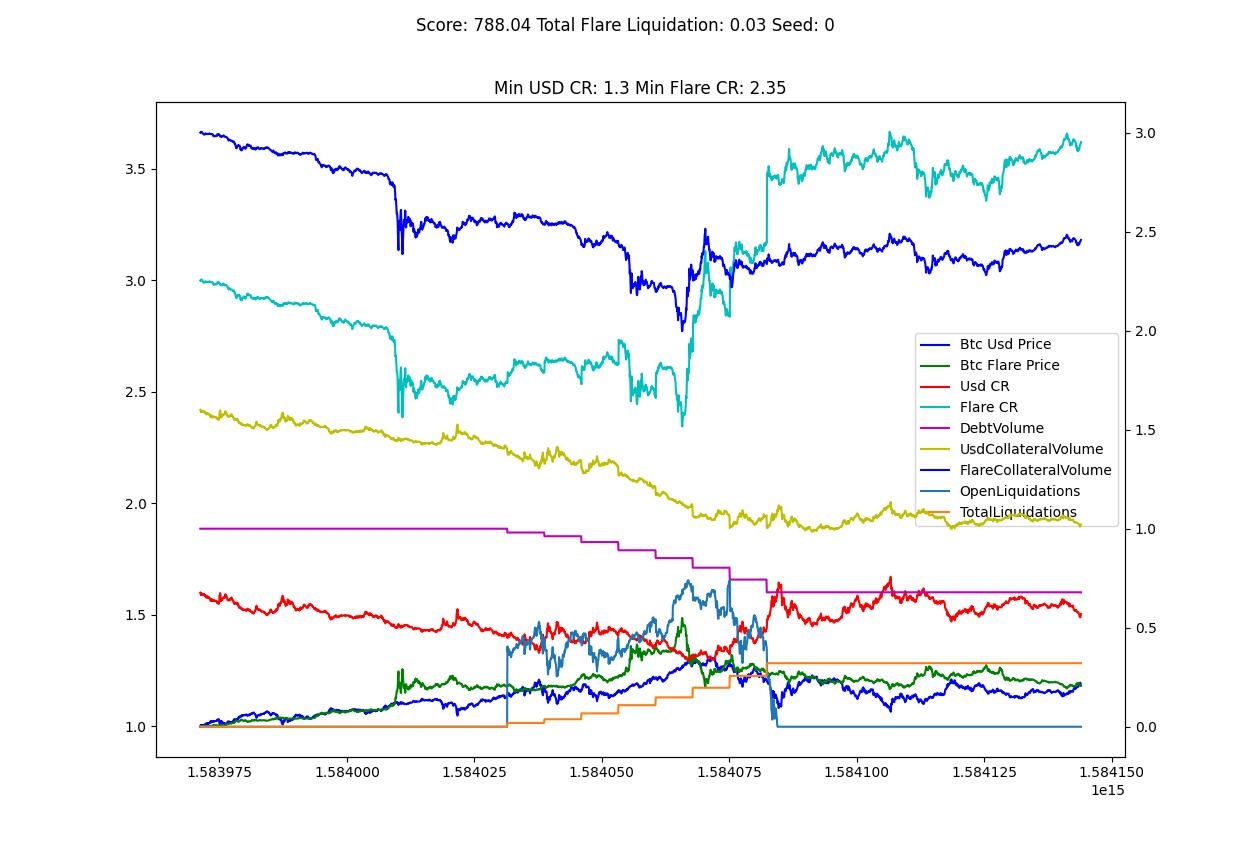 Score: 788.04 Total Flare Liquidation: 0.03 Seed: 0
Min USD CR: 1.3 Min Flare CR: 2.35
3.5
3.0
2.5
2.0
1.5
1.0
3.0
2.5
2.0
1.5
1.0
0.5
0.0
Btc Usd Price
Btc Flare Price
Usd CR
Flare CR
DebtVolume
UsdCollateralVolume
FlareCollateralVolume
OpenLiquidations
TotalLiquidations
1.583975 1.584000 1.584025 1.584050 1.584075 1.584100 1.584125 1.584150
1e15